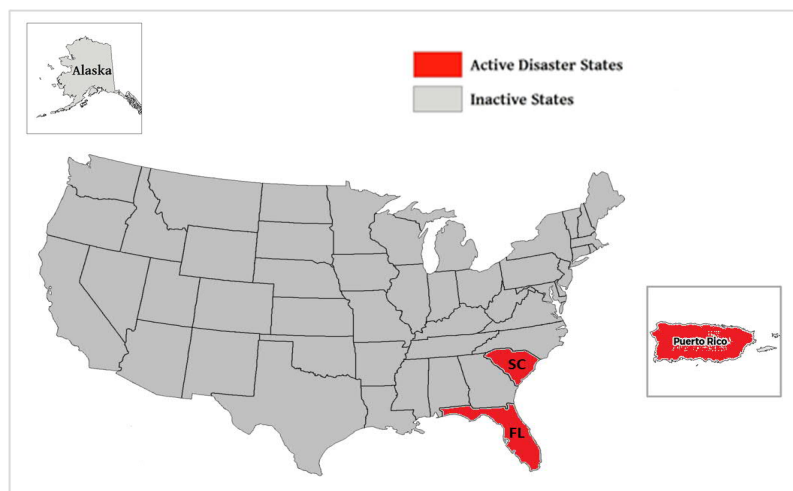 Alaska
Active Disaster States
Inactive States
Puerto Rico
SC
FL